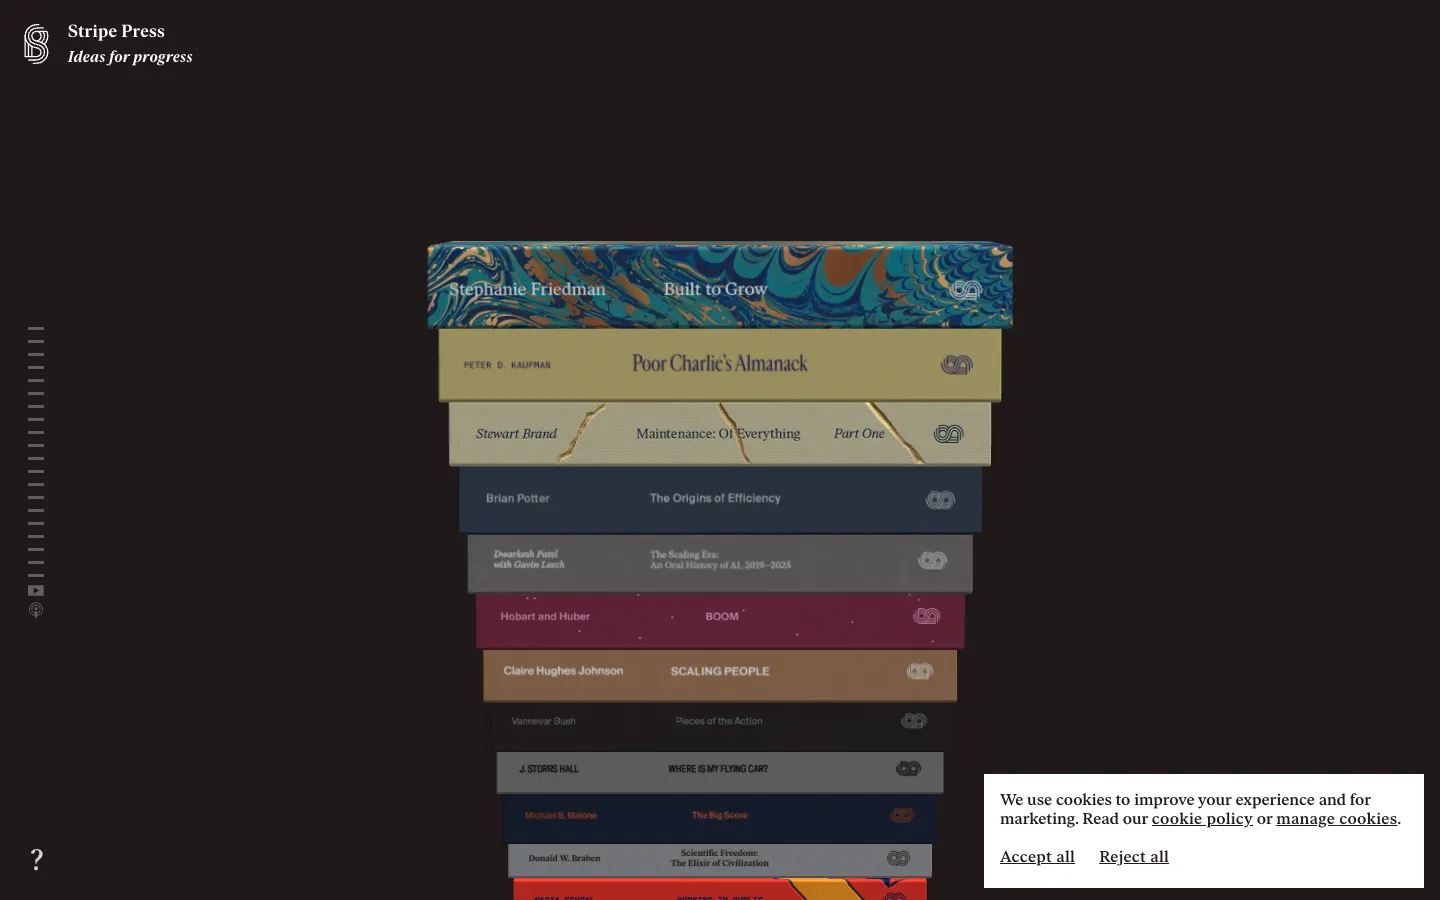 Stripe Press
Ideas for progress
Stephanie Friedman Built to Grow
PETER D. KAUFMAN Poor Charlie's Almanack
Stewart Brand Maintenance: Of Everything Part One
Brian Potter The Origins of Efficiency
Dwarkesh Patel
with Gavin Leech
The Scaling Era:
An Oral History of AI, 2019–2025
Hobart and Huber BOOM
Claire Hughes Johnson SCALING PEOPLE
Vannevar Bush Pieces of the Action
J. STORRS HALL WHERE IS MY FLYING CAR?
Michael S. Malone The Big Score
Donald W. Braben
Scientific Freedom:
The Elixir of Civilization
?
We use cookies to improve your experience and for
marketing. Read our cookie policy or manage cookies.
Accept all Reject all